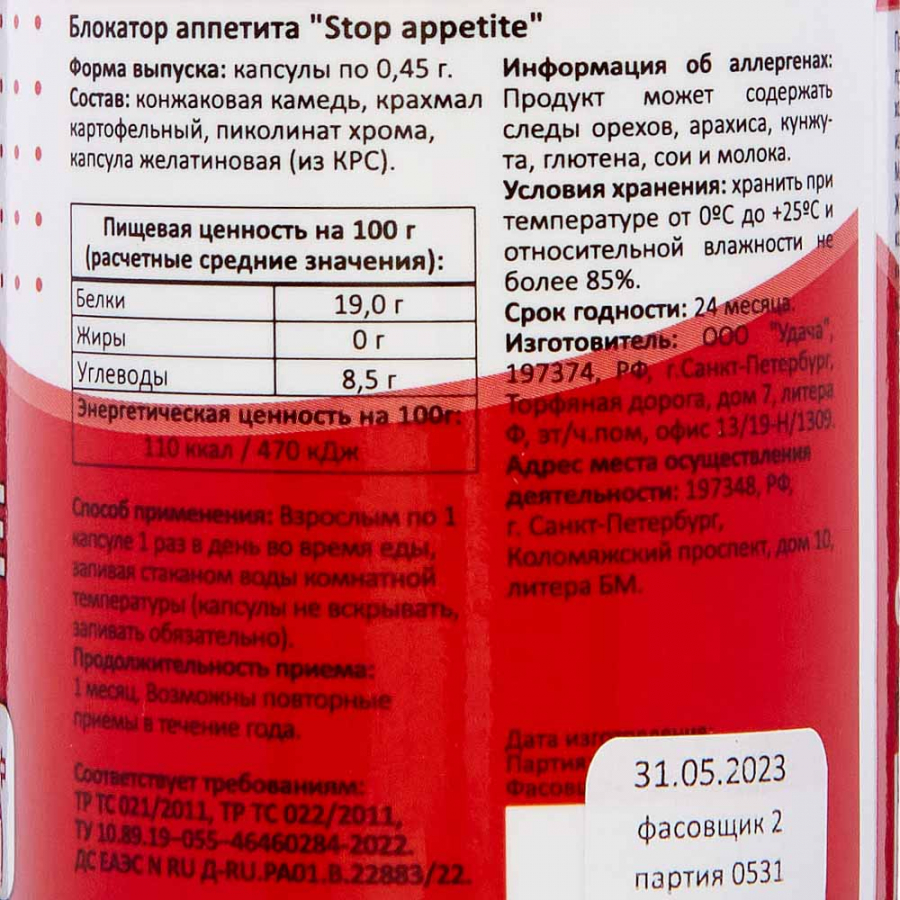 Блокатор аппетита "Stop appetite"
Форма выпуска: капсулы по 0,45 г.
Состав: конжаковая камедь, крахмал
картофельный, пиколинат хрома,
капсула желатиновая (из КРС).
Пищевая ценность на 100 г
(расчетные средние значения):
Белки 19,0 г
Жиры 0 г
Углеводы 8,5 г
Энергетическая ценность на 100г:
110 ккал / 470 кДж
Способ применения: Взрослым по 1
капсуле 1 раз в день во время еды,
запивая стаканом воды комнатной
температуры (капсулы не вскрывать,
запивать обязательно).
Продолжительность приема:
1 месяц. Возможны повторные
приемы в течение года.
Соответствует требованиям:
ТР ТС 021/2011, ТР ТС 022/2011,
ТУ 10.89.19–055–46460284–2022.
ДС ЕАЭС N RU Д-RU.РА01.В.22883/22.
Информация об аллергенах:
Продукт может содержать
следы орехов, арахиса, кунжу-
та, глютена, сои и молока.
Условия хранения: хранить при
температуре от 0ºС до +25ºС и
относительной влажности не
более 85%.
Срок годности: 24 месяца.
Изготовитель: ООО "Удача",
197374, РФ, г.Санкт-Петербург,
Торфяная дорога, дом 7, литера
Ф, эт/ч.пом, офис 13/19-Н/1309.
Адрес места осуществления
деятельности: 197348, РФ,
г. Санкт-Петербург,
Коломяжский проспект, дом 10,
литера БМ.
Дата
Партия
31.05.2023
фасовщик 2
партия 0531